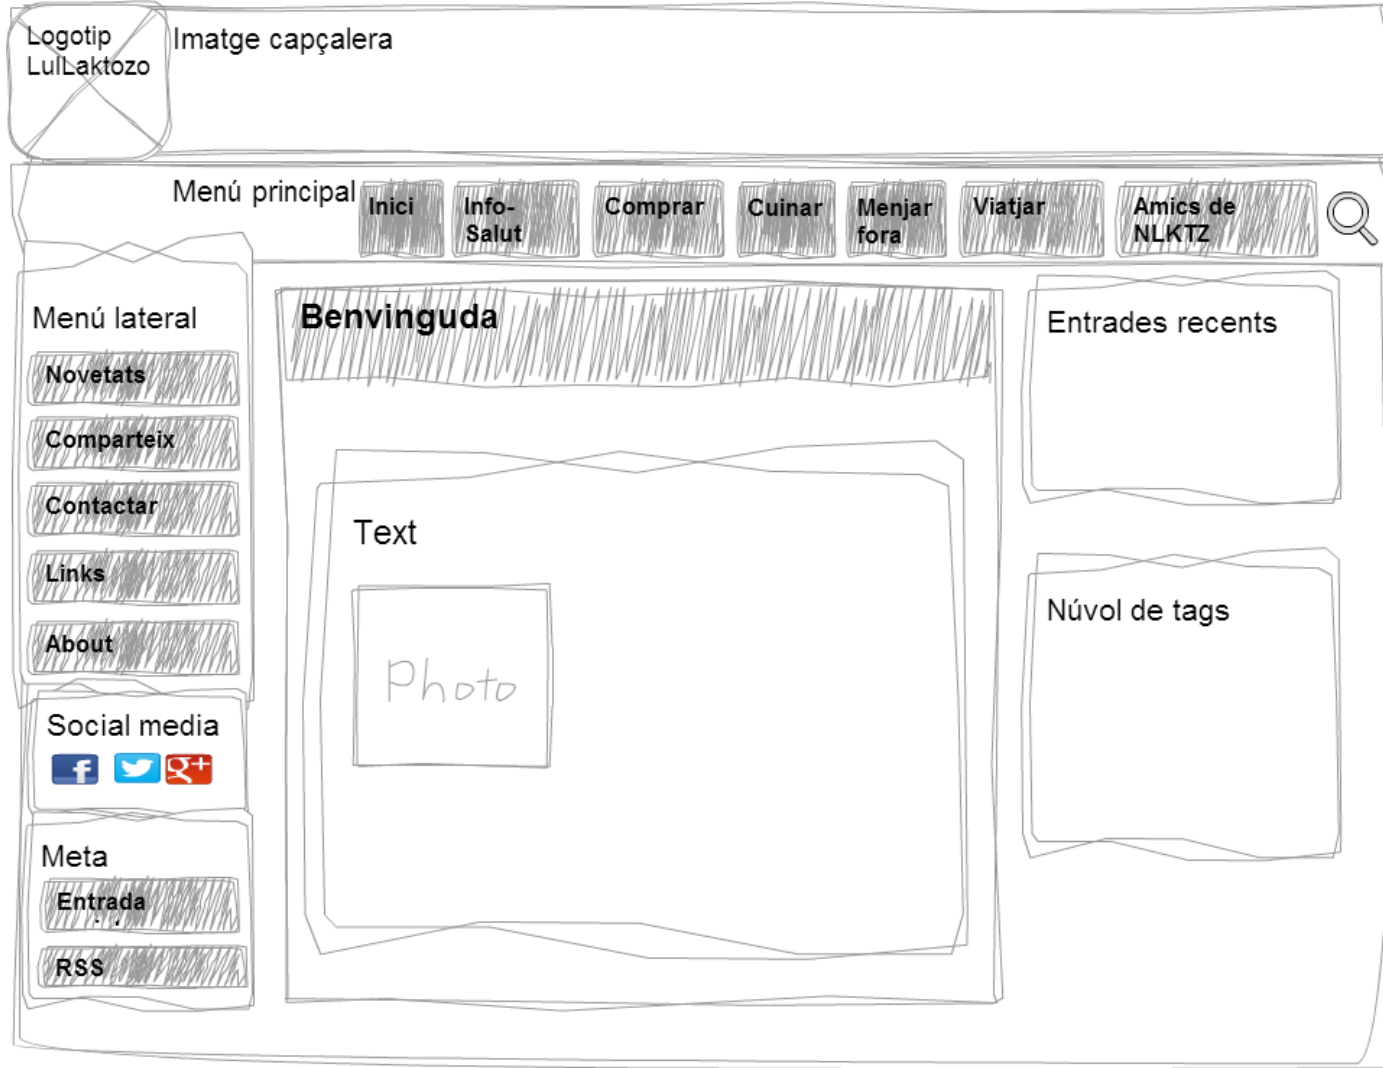 Logotip
LulLaktozo
Imatge capçalera
Menú principal
Inici
Info-
Salut
Comprar
Cuinar
Menjar
fora
Viatjar
Amics de
NLKTZ
Menú lateral
Novetats
Comparteix
Contactar
Links
About
Social media
f
g+
Meta
Entrada
RSS
Benvinguda
Text
Photo
Entrades recents
Núvol de tags